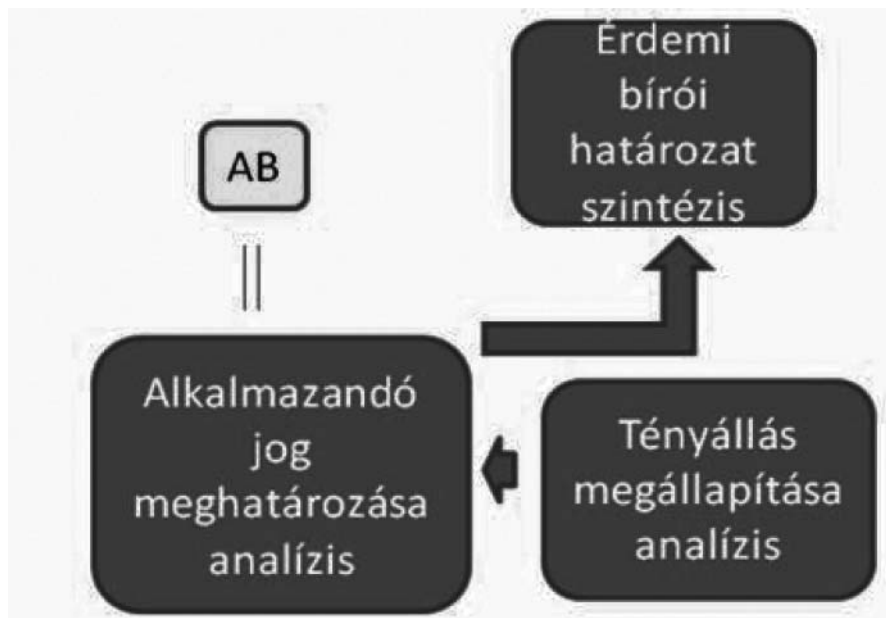 Érdemi
bírói
határozat
szintézis
AB
Alkalmazandó
jog
meghatározása
analízis
Tényállás
megállapítása
analízis